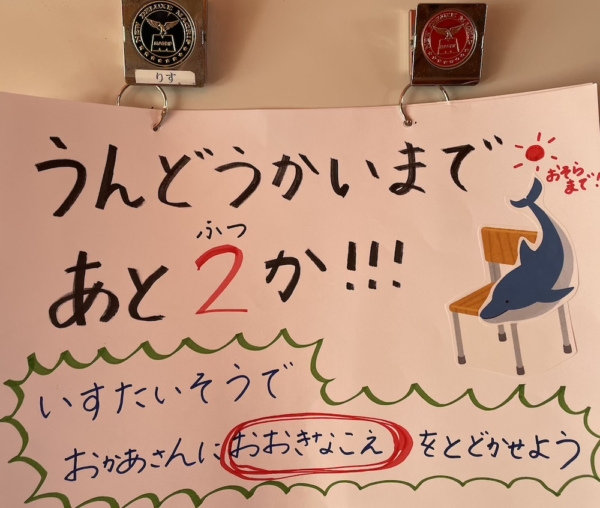 りす
うんどうかいまで
おそら
まで!
ふつ
あと2か!!!
いすたいそうで
おかあさんにおおきなこえをとどかせよう